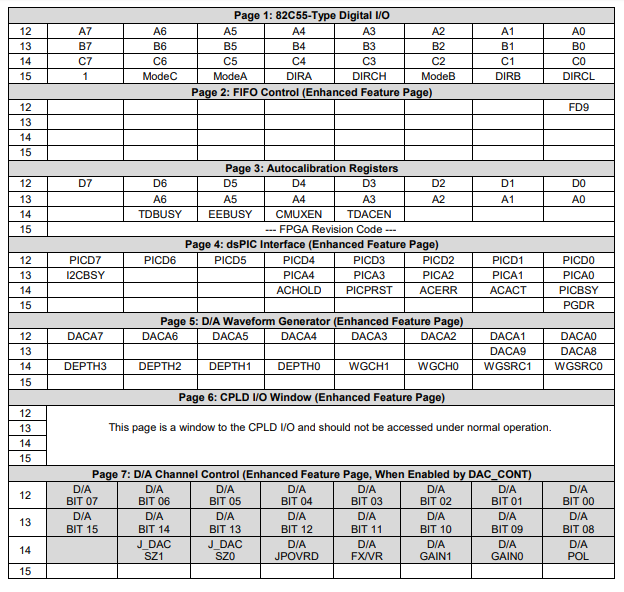 Page 1: 82C55-Type Digital I/O
12 A7 A6 A5 A4 A3 A2 A1 A0
13 B7 B6 B5 B4 B3 B2 B1 B0
14 C7 C6 C5 C4 C3 C2 C1 C0
15 1 ModeC ModeA DIRA DIRCH ModeB DIRB DIRCL
Page 2: FIFO Control (Enhanced Feature Page)
12 FD9
13
14
15
Page 3: Autocalibration Registers
12 D7 D6 D5 D4 D3 D2 D1 D0
13 A6 A5 A4 A3 A2 A1 A0
14 TDBUSY EEBUSY CMUXEN TDACEN
15 --- FPGA Revision Code ---
Page 4: dsPIC Interface (Enhanced Feature Page)
12 PICD7 PICD6 PICD5 PICD4 PICD3 PICD2 PICD1 PICD0
13 I2CBSY PICA4 PICA3 PICA2 PICA1 PICA0
14 ACHOLD PICPRST ACERR ACACT PICBSY
15 PGDR
Page 5: D/A Waveform Generator (Enhanced Feature Page)
12 DACA7 DACA6 DACA5 DACA4 DACA3 DACA2 DACA1 DACA0
13 DACA9 DACA8
14 DEPTH3 DEPTH2 DEPTH1 DEPTH0 WGCH1 WGCH0 WGSRC1 WGSRC0
15
Page 6: CPLD I/O Window (Enhanced Feature Page)
12
13 This page is a window to the CPLD I/O and should not be accessed under normal operation.
14
15
Page 7: D/A Channel Control (Enhanced Feature Page, When Enabled by DAC_CONT)
D/A D/A D/A D/A D/A D/A D/A D/A
12 BIT 07 BIT 06 BIT 05 BIT 04 BIT 03 BIT 02 BIT 01 BIT 00
D/A D/A D/A D/A D/A D/A D/A D/A
13 BIT 15 BIT 14 BIT 13 BIT 12 BIT 11 BIT 10 BIT 09 BIT 08
J_DAC J_DAC D/A D/A D/A D/A D/A
14 SZ1 SZ0 JPOVRD FX/VR GAIN1 GAIN0 POL
15